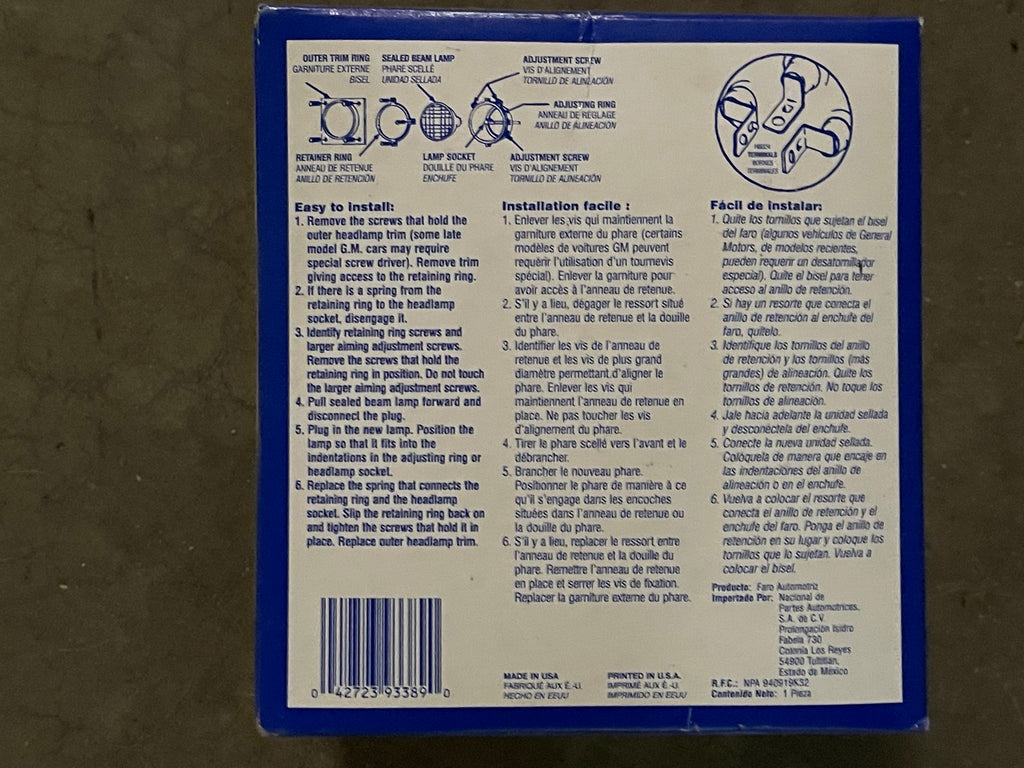 OUTER TRIM RING
GARNITURE EXTERNE
BISEL
SEALED BEAM LAMP
PHARE SCELLÉ
UNIDAD SELLADA
ADJUSTMENT SCREW
VIS D'ALIGNEMENT
TORNILLO DE ALINEACIÓN
ADJUSTING RING
ANNEAU DE RÉGLAGE
ANILLO DE ALINEACIÓN
RETAINER RING
ANNEAU DE RETENUE
ANILLO DE RETENCIÓN
LAMP SOCKET
DOUILLE DU PHARE
ENCHUFE
ADJUSTMENT SCREW
VIS D'ALIGNEMENT
TORNILLO DE ALINEACIÓN
TERMINALS
BORNES
TERMINALES
Easy to install:
1. Remove the screws that hold the
outer headlamp trim (some late
model G.M. cars may require
special screw driver). Remove trim
giving access to the retaining ring.
2. If there is a spring from the
retaining ring to the headlamp
socket, disengage it.
3. Identify retaining ring screws and
larger aiming adjustment screws.
Remove the screws that hold the
retaining ring in position. Do not touch
the larger aiming adjustment screws.
4. Pull sealed beam lamp forward and
disconnect the plug.
5. Plug in the new lamp. Position the
lamp so that it fits into the
indentations in the adjusting ring or
headlamp socket.
6. Replace the spring that connects the
retaining ring and the headlamp
socket. Slip the retaining ring back on
and tighten the screws that hold it in
place. Replace outer headlamp trim.
Installation facile :
1. Enlever les vis qui maintiennent la
garniture externe du phare (certains
modèles de voitures GM peuvent
requérir l'utilisation d'un tournevis
spécial). Enlever la garniture pour
avoir accès à l'anneau de retenue.
2. S'il y a lieu, dégager le ressort situé
entre l'anneau de retenue et la douille
du phare.
3. Identifier les vis de l'anneau de
retenue et les vis de plus grand
diamètre permettant d'aligner le
phare. Enlever les vis qui
maintiennent l'anneau de retenue en
place. Ne pas toucher les vis
d'alignement du phare.
4. Tirer le phare scellé vers l'avant et le
débrancher.
5. Brancher le nouveau phare.
Positionner le phare de manière à ce
qu'il s'engage dans les encoches
situées dans l'anneau de retenue ou
la douille du phare.
6. S'il y a lieu, replacer le ressort entre
l'anneau de retenue et la douille du
phare. Remettre l'anneau de retenue
en place et serrer les vis de fixation.
Replacer la garniture externe du phare.
Fácil de instalar:
1. Quite los tornillos que sujetan el bisel
del faro (algunos vehículos de General
Motors, de modelos recientes,
pueden requerir un desatornillador
especial). Quite el bisel para tener
acceso al anillo de retención.
2. Si hay un resorte que conecta el
anillo de retención al enchufe del
faro, quítelo.
3. Identifique los tornillos del anillo
de retención y los tornillos (más
grandes) de alineación. Quite los
tornillos de retención. No toque los
tornillos de alineación.
4. Jale hacia adelante la unidad sellada
y desconéctela del enchufe.
5. Conecte la nueva unidad sellada.
Colóquela de manera que encaje en
las indentaciones del anillo de
alineación o en el enchufe.
6. Vuelva a colocar el resorte que
conecta el anillo de retención y el
enchufe del faro. Ponga el anillo de
retención en su lugar y coloque los
tornillos que lo sujetan. Vuelva a
colocar el bisel.
Producto: Faro Automotriz
Importado Por: Nacional de
Partes Automotrices,
S.A. de C.V.
Prolongación Isidro
Fabela 730
Colonia Los Reyes
54900 Tultitlan,
Estado de México
R.F.C.: NPA 940919K32
Contenido Neto: 1 Pieza
0 42723 93389 0
MADE IN USA
FABRIQUÉ AUX É.-U.
HECHO EN EEUU
PRINTED IN U.S.A.
IMPRIMÉ AUX É.-U.
IMPRIMIDO EN EEUU